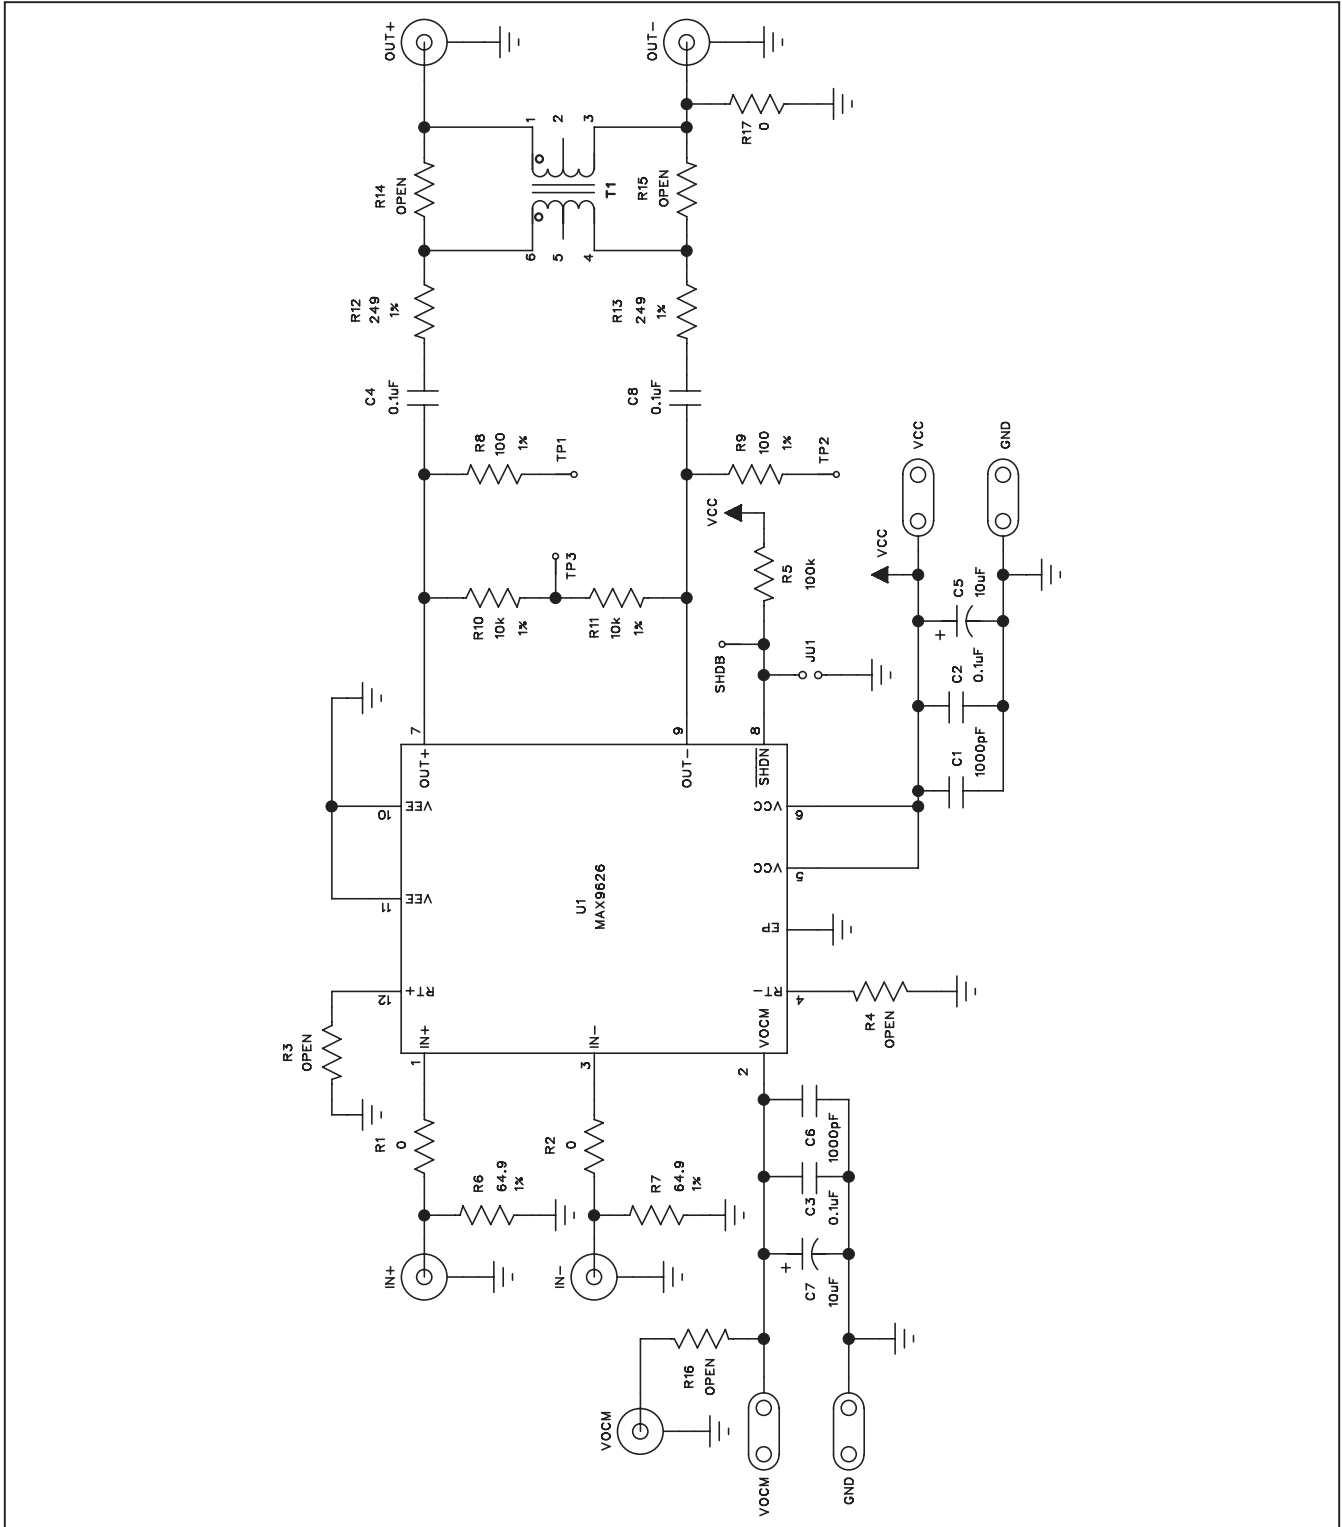 OUT+
OUT-
R14
OPEN
1
2
3
T1
R15
OPEN
R17
0
6
5
4
R12
249
1%
R13
249
1%
C4
0.1uF
C8
0.1uF
R8
100
1%
TP1
R9
100
1%
TP2
VCC
GND
R10
10k
1%
TP3
R11
10k
1%
VCC
R5
100k
SHDB
JU1
VCC
C5
10uF
+
C2
0.1uF
C1
1000pF
7
OUT+
9
OUT-
8
SHDN
10
VEE
11
VEE
12
RT+
U1
MAX9626
VCC
6
VCC
5
EP
RT-
4
R4
OPEN
R3
OPEN
IN+
1
IN-
3
VOCM
2
R1
0
R2
0
R6
64.9
1%
R7
64.9
1%
C6
1000pF
C3
0.1uF
+
C7
10uF
IN+
IN-
R16
OPEN
VOCM
VOCM
GND